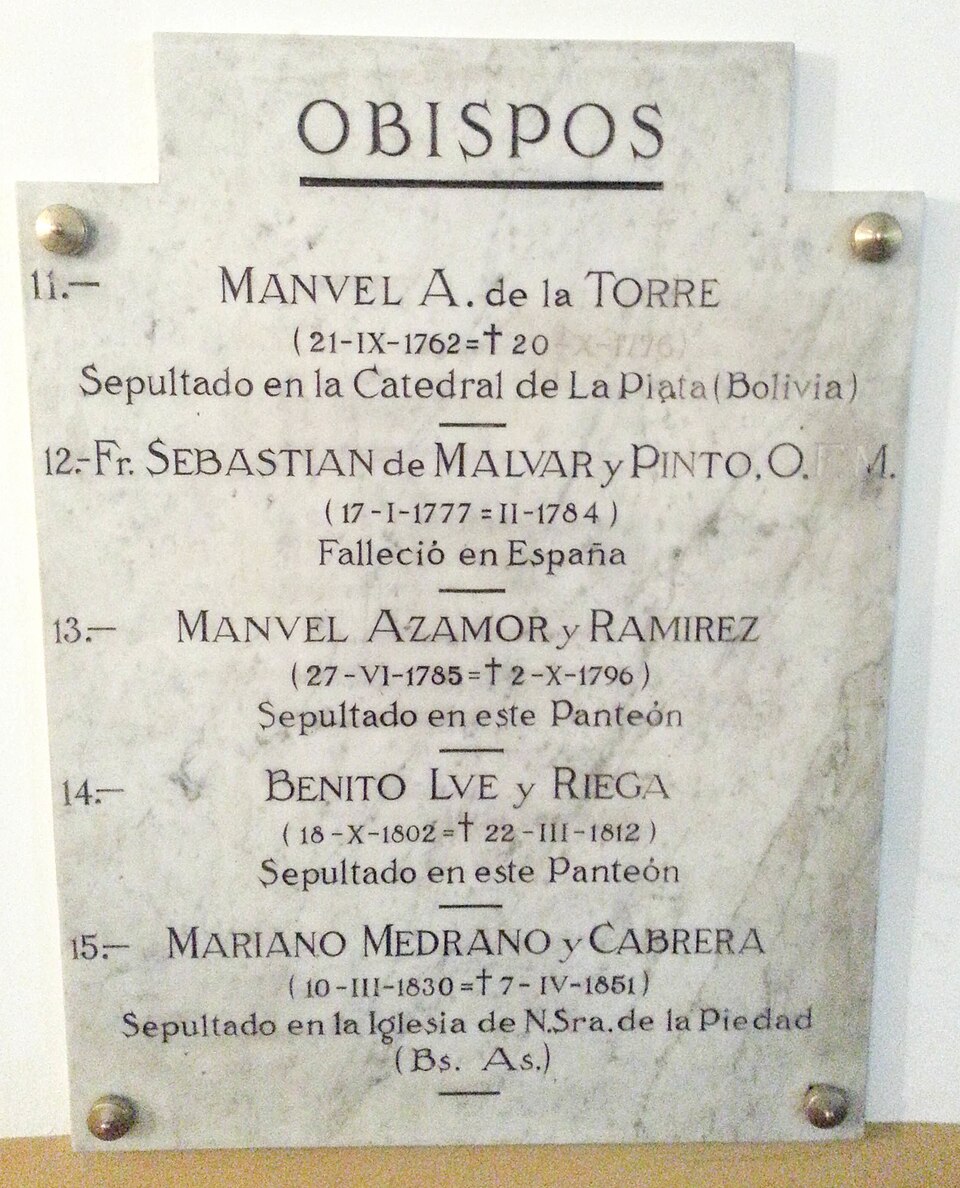 OBISPOS
11.— MANVEL A. de la TORRE
(21-IX-1762=† 20
Sepultado en la Catedral de La Plata (Bolivia)
12.-Fr. SEBASTIAN de MALVAR y PINTO, O.F.M.
(17-I-1777=II-1784)
Falleció en España
13.— MANVEL AZAMOR y RAMIREZ
(27-VI-1785=† 2-X-1796)
Sepultado en este Panteón
14.— BENITO LVE y RIEGA
(18-X-1802=† 22-III-1812)
Sepultado en este Panteón
15.— MARIANO MEDRANO y CABRERA
(10-III-1830=† 7-IV-1851)
Sepultado en la Iglesia de N.Sra. de la Piedad
(Bs. As.)